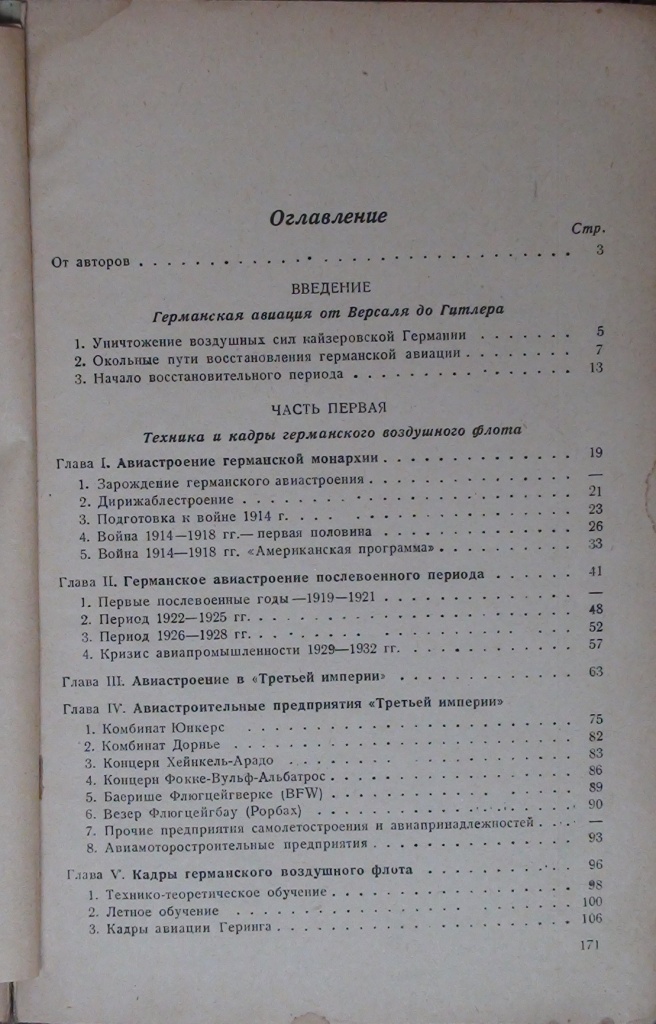 Оглавление
Стр.
От авторов . . . . . . . . . . . . . . . . . . . . . . . . . . . . 3
ВВЕДЕНИЕ
Германская авиация от Версаля до Гитлера
1. Уничтожение воздушных сил кайзеровской Германии . . . . . . . 5
2. Окольные пути восстановления германской авиации . . . . . . . . 7
3. Начало восстановительного периода . . . . . . . . . . . . . . . 13
ЧАСТЬ ПЕРВАЯ
Техника и кадры германского воздушного флота
Глава I. Авиастроение германской монархии . . . . . . . . . . . . . . 19
1. Зарождение германского авиастроения . . . . . . . . . . . . . . —
2. Дирижаблестроение . . . . . . . . . . . . . . . . . . . . . . . 21
3. Подготовка к войне 1914 г. . . . . . . . . . . . . . . . . . . . 23
4. Война 1914—1918 гг.— первая половина . . . . . . . . . . . . . 26
5. Война 1914—1918 гг. «Американская программа» . . . . . . . . . 33
Глава II. Германское авиастроение послевоенного периода . . . . . . 41
1. Первые послевоенные годы —1919—1921 . . . . . . . . . . . . . —
2. Период 1922—1925 гг. . . . . . . . . . . . . . . . . . . . . . . 48
3. Период 1926—1928 гг. . . . . . . . . . . . . . . . . . . . . . . 52
4. Кризис авиапромышленности 1929—1932 гг. . . . . . . . . . . . . 57
Глава III. Авиастроение в «Третьей империи» . . . . . . . . . . . . . 63
Глава IV. Авиастроительные предприятия «Третьей империи»
1. Комбинат Юнкерс . . . . . . . . . . . . . . . . . . . . . . . . 75
2. Комбинат Дорнье . . . . . . . . . . . . . . . . . . . . . . . . 82
3. Концерн Хейнкель-Арадо . . . . . . . . . . . . . . . . . . . . 83
4. Концерн Фокке-Вульф-Альбатрос . . . . . . . . . . . . . . . . . 86
5. Баерише Флюгцейгверке (BFW) . . . . . . . . . . . . . . . . . . 89
6. Везер Флюгцейгбау (Рорбах) . . . . . . . . . . . . . . . . . . 90
7. Прочие предприятия самолетостроения и авиапринадлежностей . . . —
8. Авиамоторостроительные предприятия . . . . . . . . . . . . . . 93
Глава V. Кадры германского воздушного флота . . . . . . . . . . . . 96
1. Технико-теоретическое обучение . . . . . . . . . . . . . . . . . 98
2. Летное обучение . . . . . . . . . . . . . . . . . . . . . . . . 100
3. Кадры авиации Геринга . . . . . . . . . . . . . . . . . . . . . 106
171